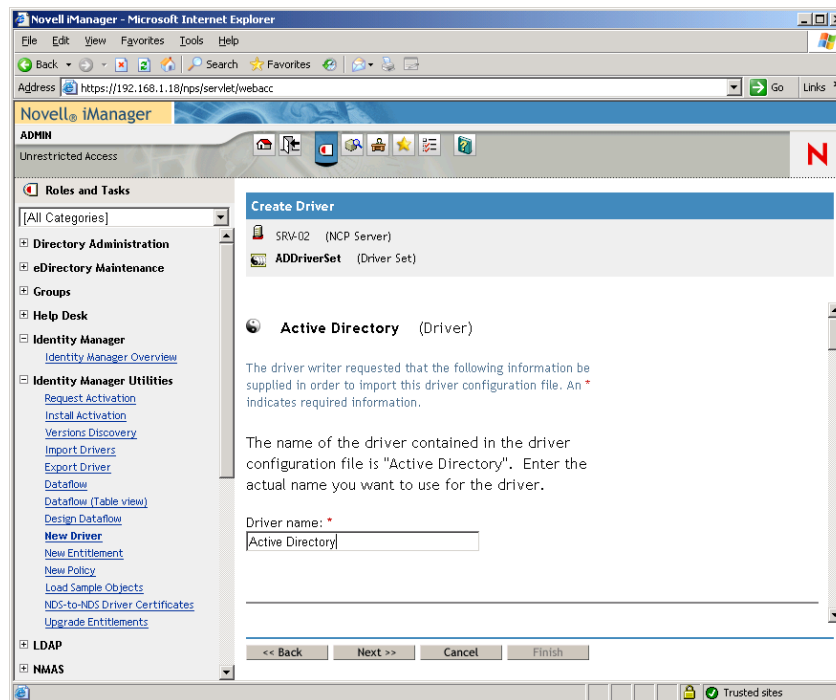 Novell iManager - Microsoft Internet Explorer
File Edit View Favorites Tools Help
Back Search Favorites
Address https://192.168.1.18/nps/servlet/webacc Go Links
Novell® iManager
ADMIN
Unrestricted Access
N
Roles and Tasks
[All Categories]
Directory Administration
eDirectory Maintenance
Groups
Help Desk
Identity Manager
Identity Manager Overview
Identity Manager Utilities
Request Activation
Install Activation
Versions Discovery
Import Drivers
Export Driver
Dataflow
Dataflow (Table view)
Design Dataflow
New Driver
New Entitlement
New Policy
Load Sample Objects
NDS-to-NDS Driver Certificates
Upgrade Entitlements
LDAP
NMAS
Create Driver
SRV-02 (NCP Server)
ADDriverSet (Driver Set)
Active Directory (Driver)
The driver writer requested that the following information be
supplied in order to import this driver configuration file. An *
indicates required information.
The name of the driver contained in the driver
configuration file is "Active Directory". Enter the
actual name you want to use for the driver.
Driver name: *
Active Directory
<< Back Next >> Cancel Finish
Trusted sites